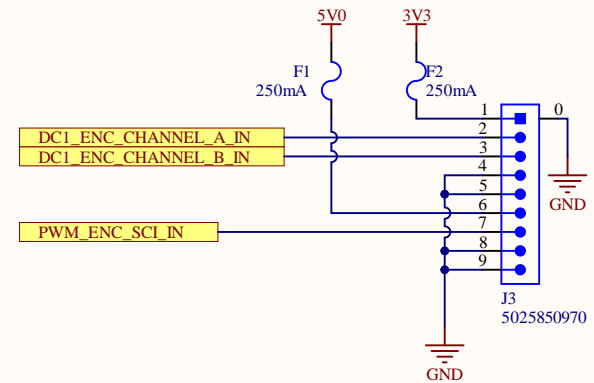 5V0 3V3
F1 F2
250mA 250mA
1 0
DC1_ENC_CHANNEL_A_IN 2
DC1_ENC_CHANNEL_B_IN 3
4
5
GND
6
PWM_ENC_SCI_IN 7
8
9
J3
5025850970
GND